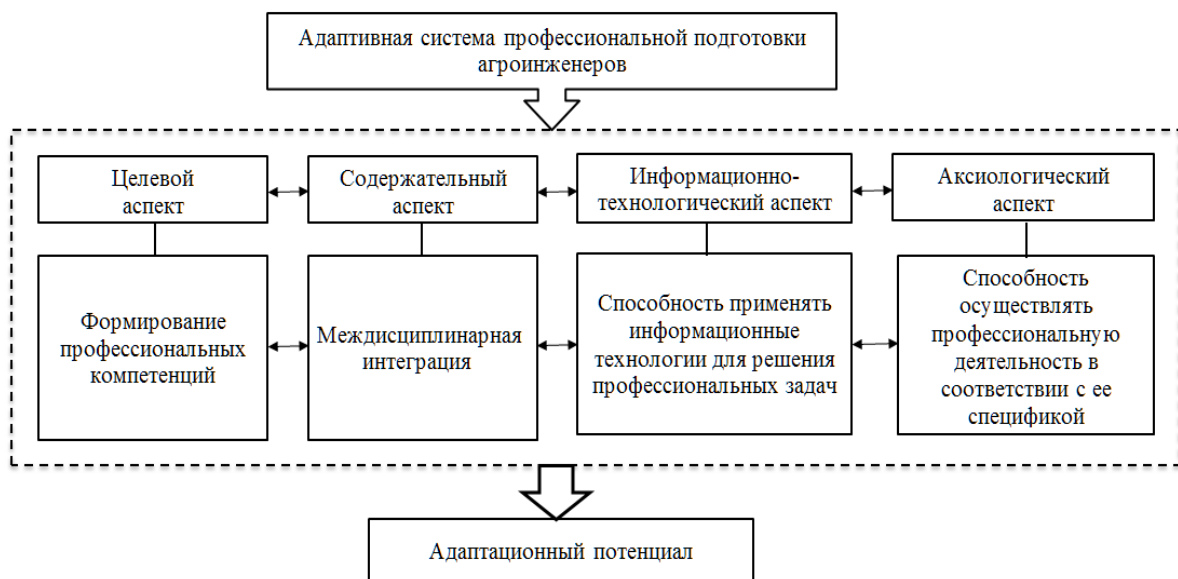 Адаптивная система профессиональной подготовки
агроинженеров
Целевой
аспект
Содержательный
аспект
Информационно-
технологический аспект
Аксиологический
аспект
Формирование
профессиональных
компетенций
Междисциплинарная
интеграция
Способность применять
информационные
технологии для решения
профессиональных задач
Способность
осуществлять
профессиональную
деятельность в
соответствии с ее
спецификой
Адаптационный потенциал